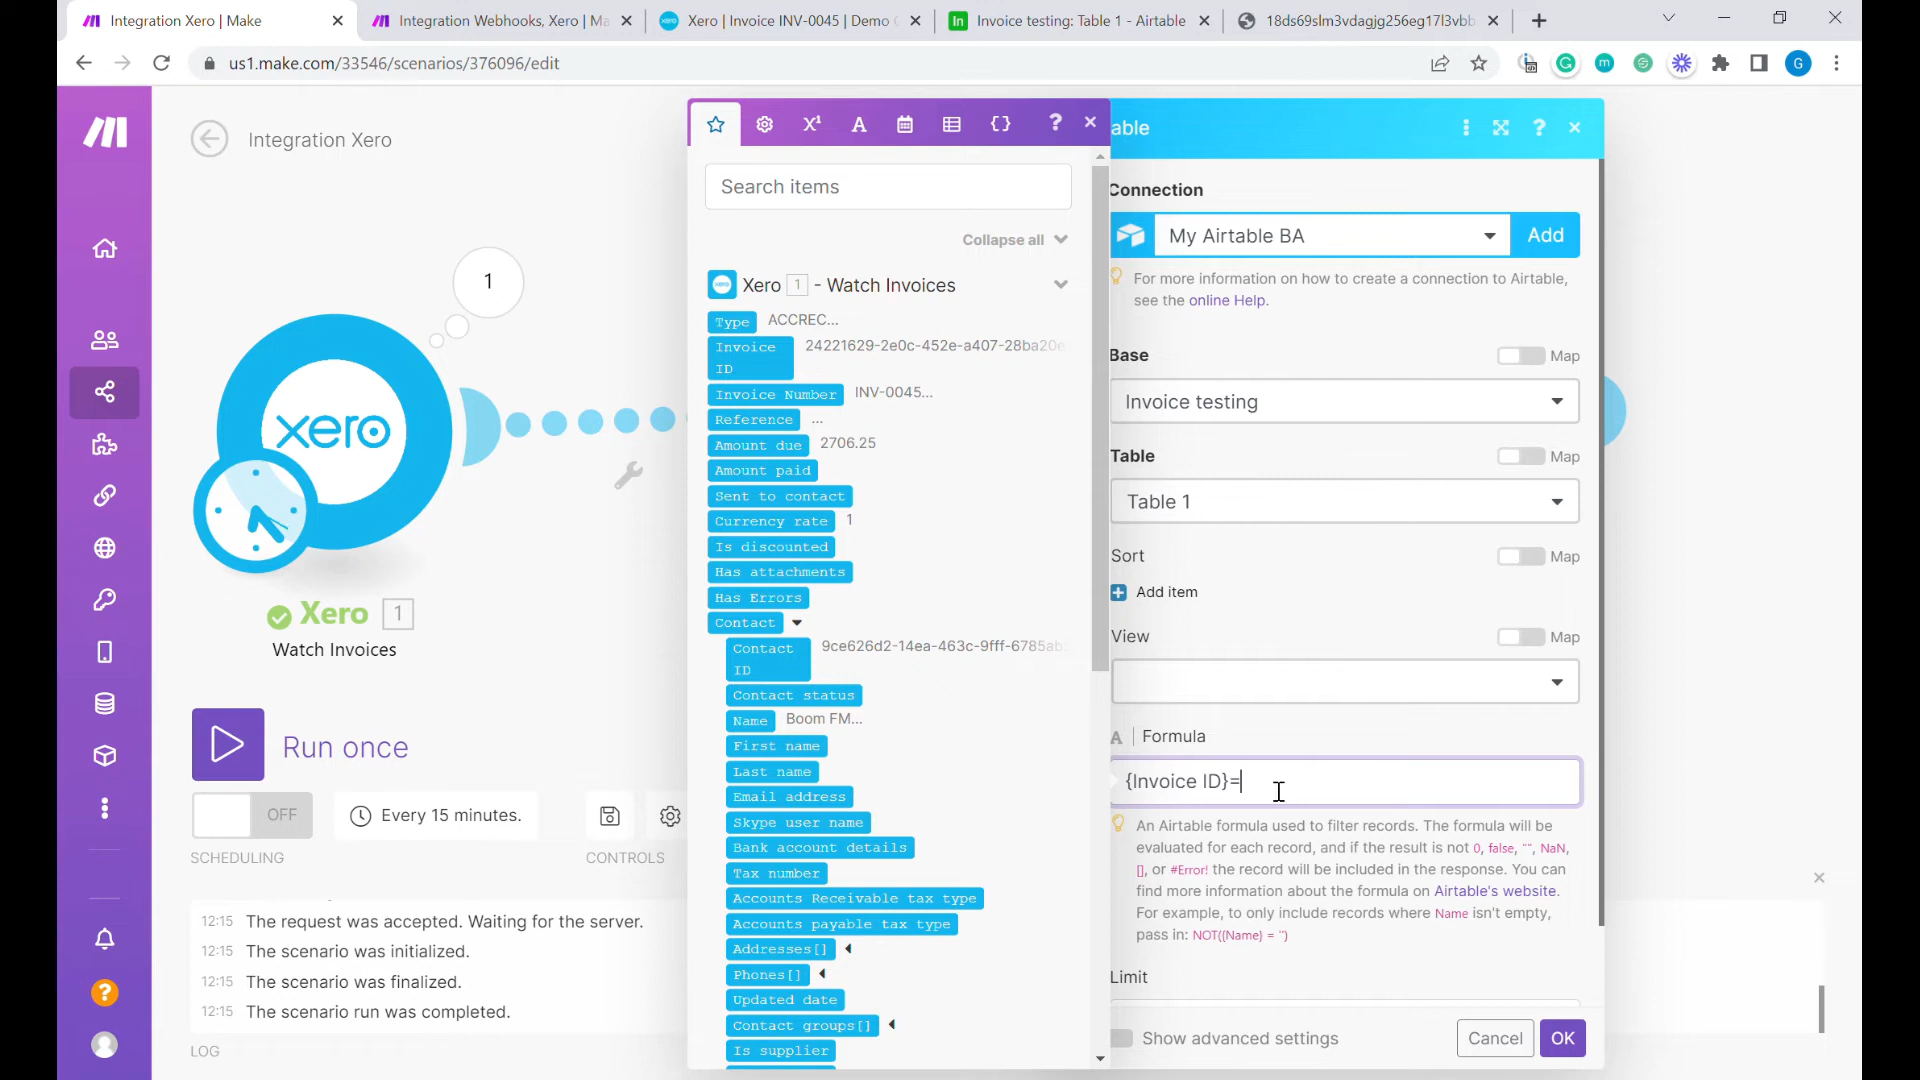 Integration Xero | Make
Integration Webhooks, Xero | Ma
Xero | Invoice INV-0045 | Demo
Invoice testing: Table 1 - Airtable
18ds69slm3vdagjg256eg17l3vbb
us1.make.com/33546/scenarios/376096/edit
G
Integration Xero
1
xero
Xero 1
Watch Invoices
Run once
OFF
Every 15 minutes.
SCHEDULING
CONTROLS
12:15 The request was accepted. Waiting for the server.
12:15 The scenario was initialized.
12:15 The scenario was finalized.
12:15 The scenario run was completed.
LOG
Search items
Collapse all
Xero 1 - Watch Invoices
Type ACCREC...
Invoice ID 24221629-2e0c-452e-a407-28ba20e
Invoice Number INV-0045...
Reference ...
Amount due 2706.25
Amount paid
Sent to contact
Currency rate 1
Is discounted
Has attachments
Has Errors
Contact
Contact ID 9ce626d2-14ea-463c-9fff-6785ab
Contact status
Name Boom FM...
First name
Last name
Email address
Skype user name
Bank account details
Tax number
Accounts Receivable tax type
Accounts payable tax type
Addresses[]
Phones[]
Updated date
Contact groups[]
Is supplier
able
Connection
My Airtable BA
Add
For more information on how to create a connection to Airtable,
see the online Help.
Base
Map
Invoice testing
Table
Map
Table 1
Sort
Map
Add item
View
Map
A | Formula
{Invoice ID}=
An Airtable formula used to filter records. The formula will be
evaluated for each record, and if the result is not 0, false, "", NaN,
[], or #Error! the record will be included in the response. You can
find more information about the formula on Airtable's website.
For example, to only include records where Name isn't empty,
pass in: NOT({Name} = '')
Limit
Show advanced settings
Cancel
OK